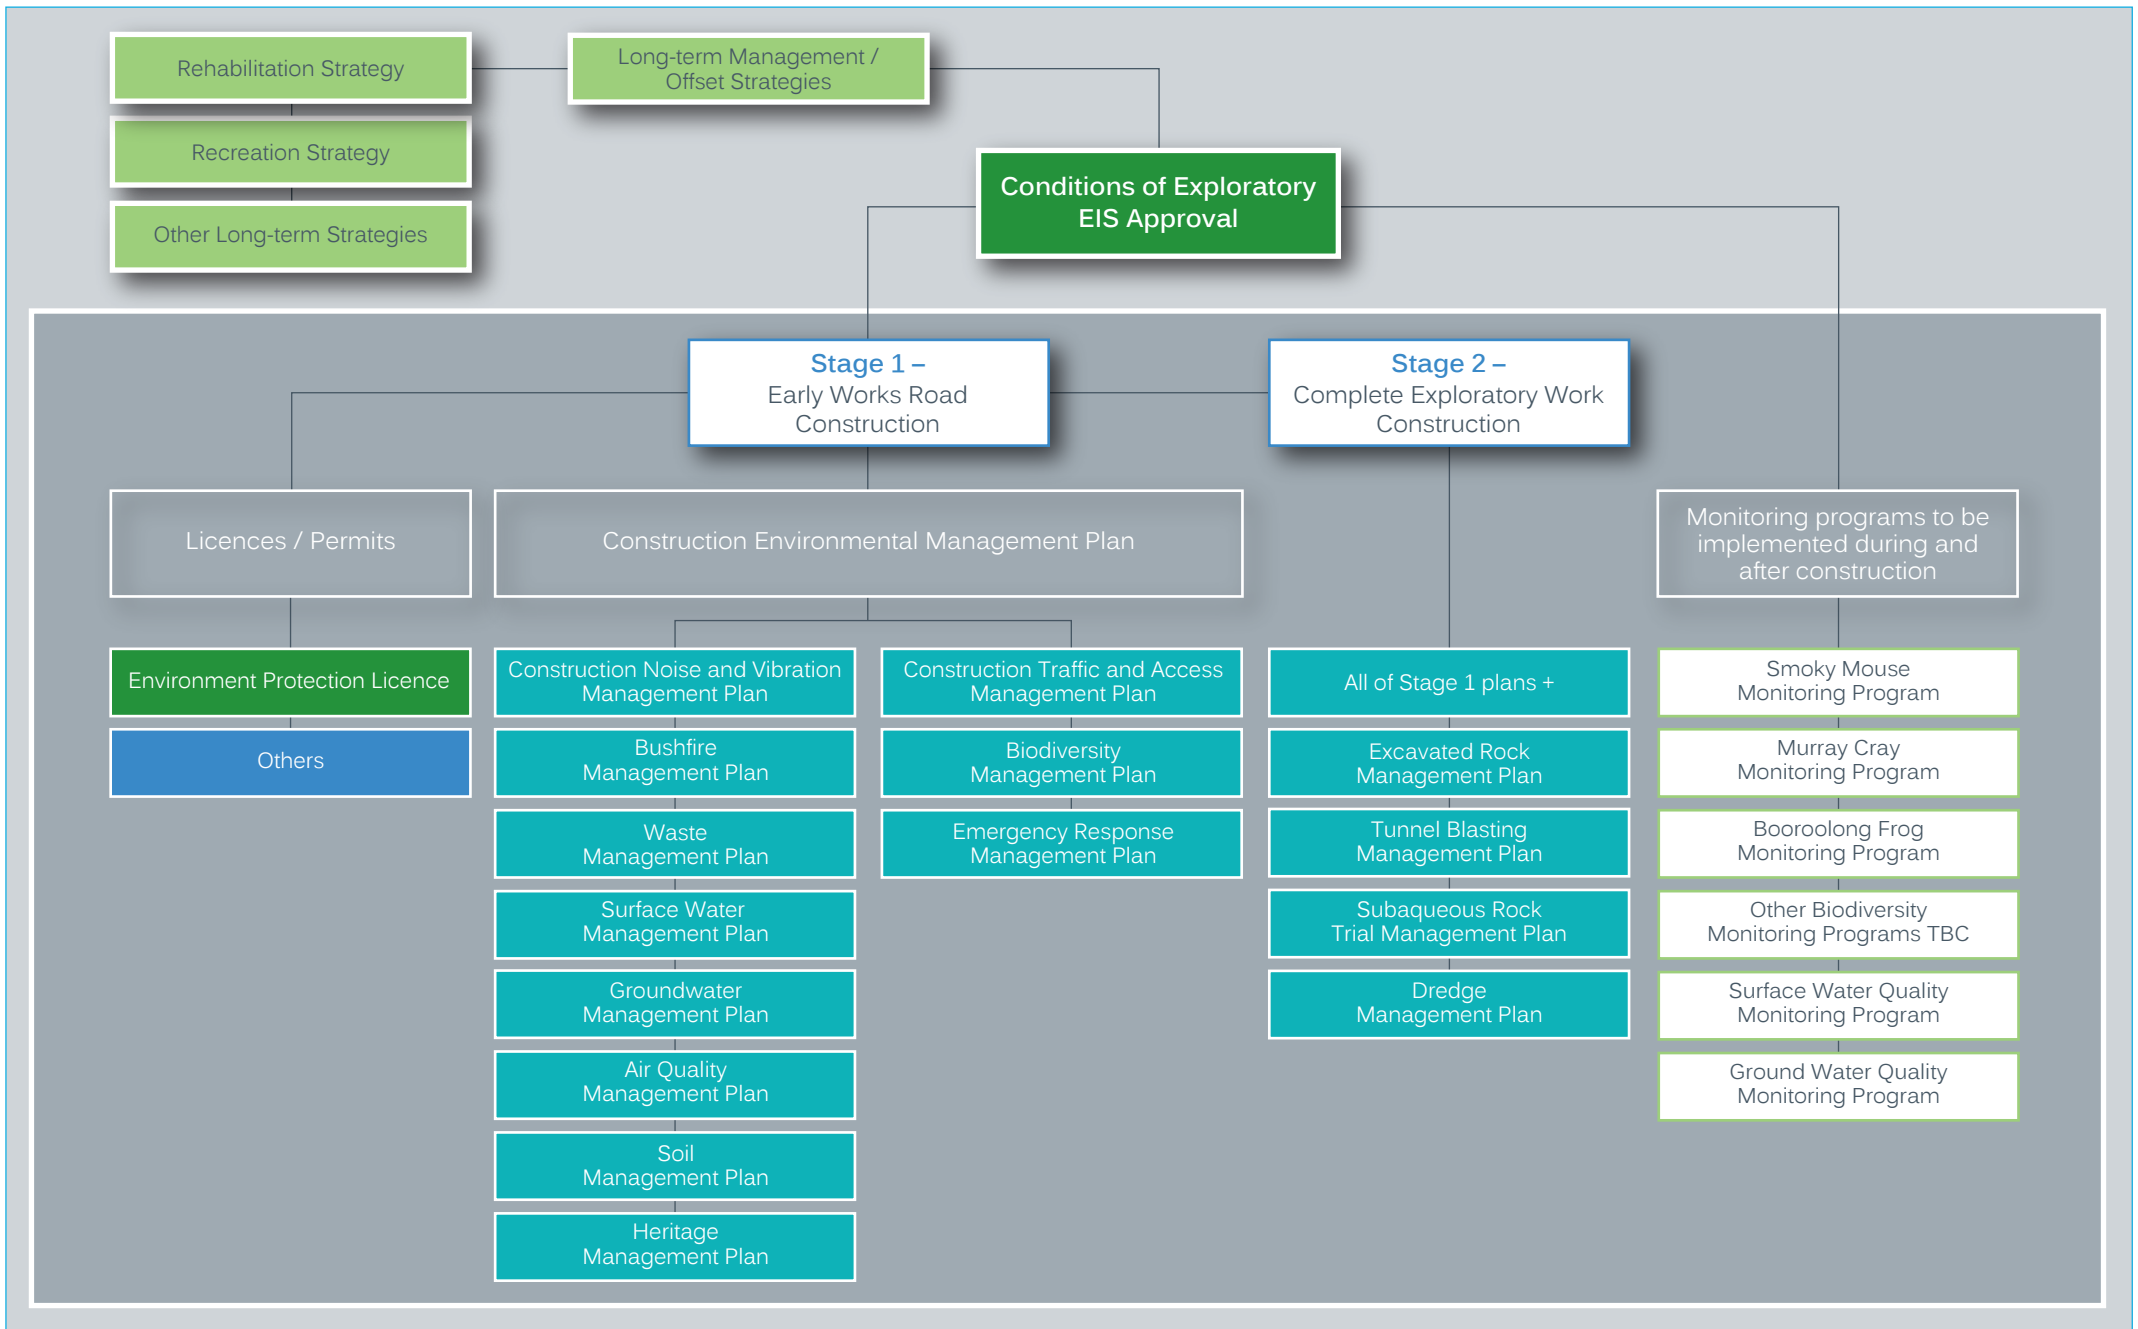 Rehabilitation Strategy
Long-term Management /
Offset Strategies
Recreation Strategy
Other Long-term Strategies
Conditions of Exploratory
EIS Approval
Stage 1 –
Early Works Road
Construction
Stage 2 –
Complete Exploratory Work
Construction
Licences / Permits
Construction Environmental Management Plan
Monitoring programs to be
implemented during and
after construction
Environment Protection Licence
Others
Construction Noise and Vibration
Management Plan
Bushfire
Management Plan
Waste
Management Plan
Surface Water
Management Plan
Groundwater
Management Plan
Air Quality
Management Plan
Soil
Management Plan
Heritage
Management Plan
Construction Traffic and Access
Management Plan
Biodiversity
Management Plan
Emergency Response
Management Plan
All of Stage 1 plans +
Excavated Rock
Management Plan
Tunnel Blasting
Management Plan
Subaqueous Rock
Trial Management Plan
Dredge
Management Plan
Smoky Mouse
Monitoring Program
Murray Cray
Monitoring Program
Booroolong Frog
Monitoring Program
Other Biodiversity
Monitoring Programs TBC
Surface Water Quality
Monitoring Program
Ground Water Quality
Monitoring Program